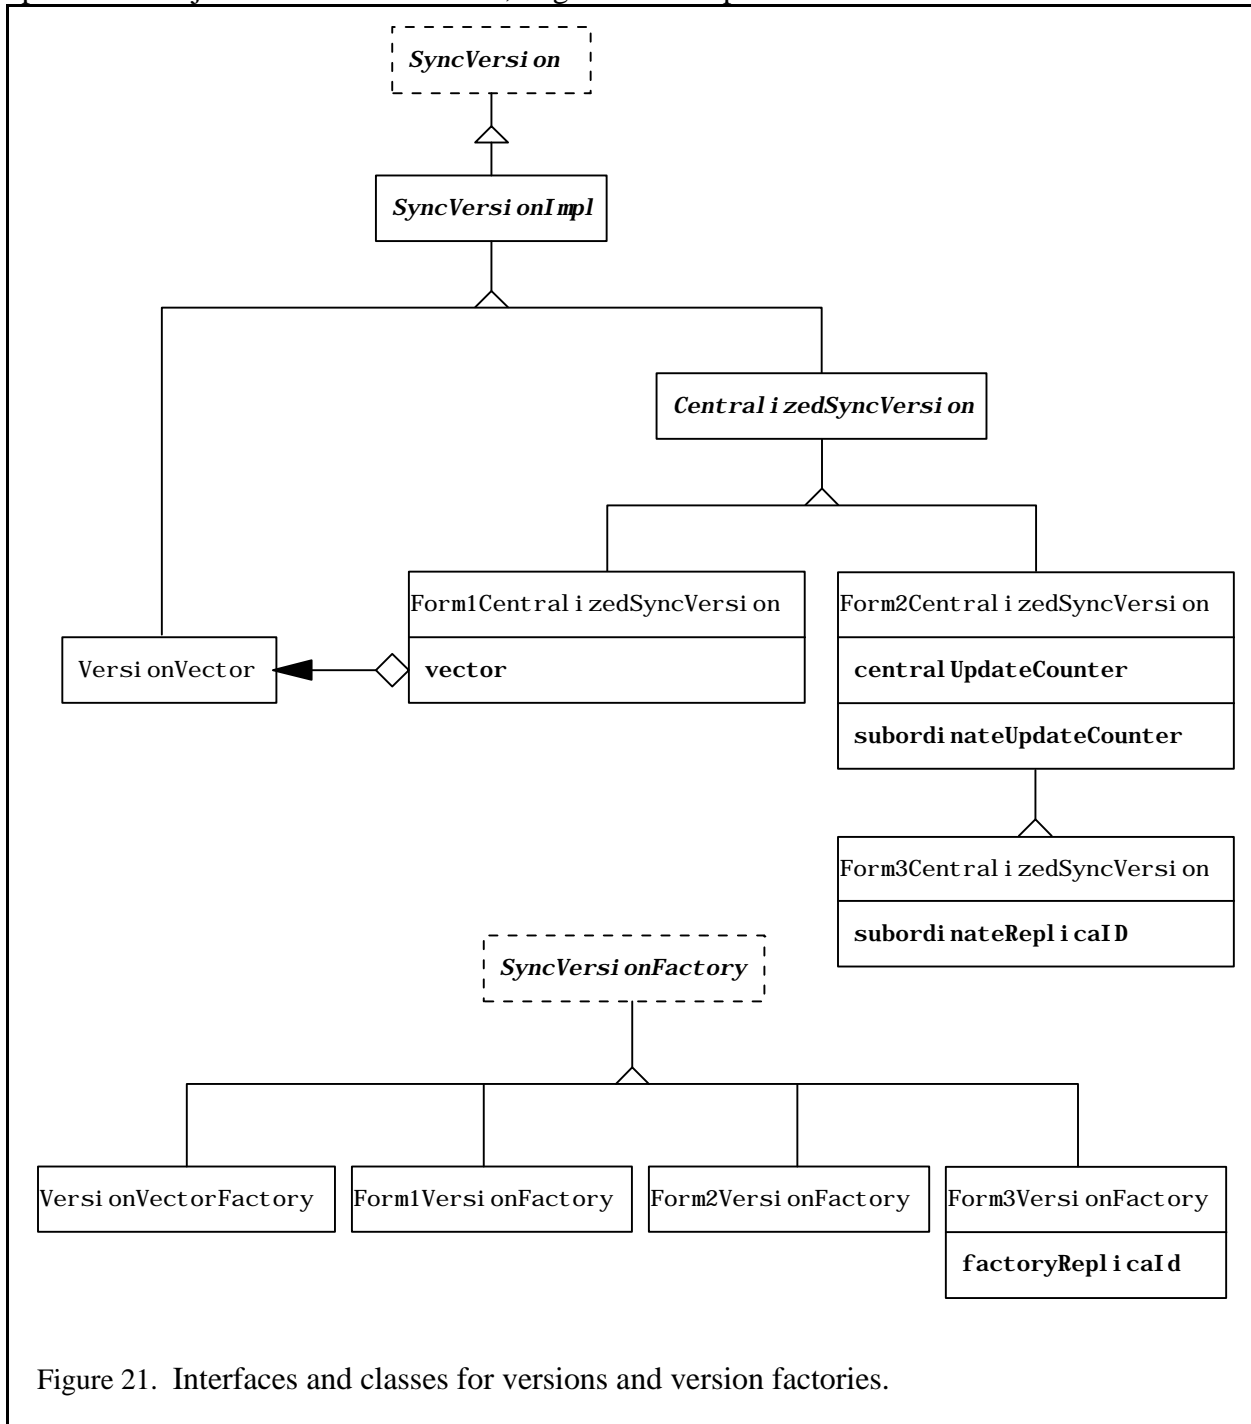 SyncVersion
SyncVersionImpl
CentralizedSyncVersion
Form1CentralizedSyncVersion
Form2CentralizedSyncVersion
VersionVector
vector
centralUpdateCounter
subordinateUpdateCounter
Form3CentralizedSyncVersion
subordinateReplicaID
SyncVersionFactory
VersionVectorFactory
Form1VersionFactory
Form2VersionFactory
Form3VersionFactory
factoryReplicaId
Figure 21. Interfaces and classes for versions and version factories.